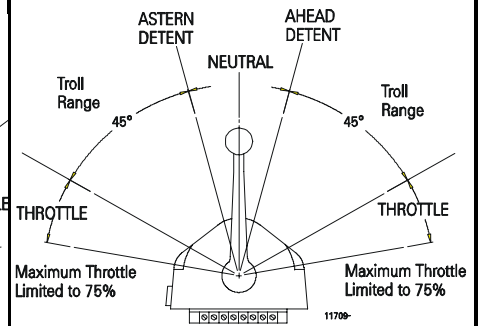 ASTERN
DETENT
AHEAD
DETENT
NEUTRAL
Troll
Range
Troll
Range
45°
45°
THROTTLE
THROTTLE
Maximum Throttle
Limited to 75%
Maximum Throttle
Limited to 75%
11709-